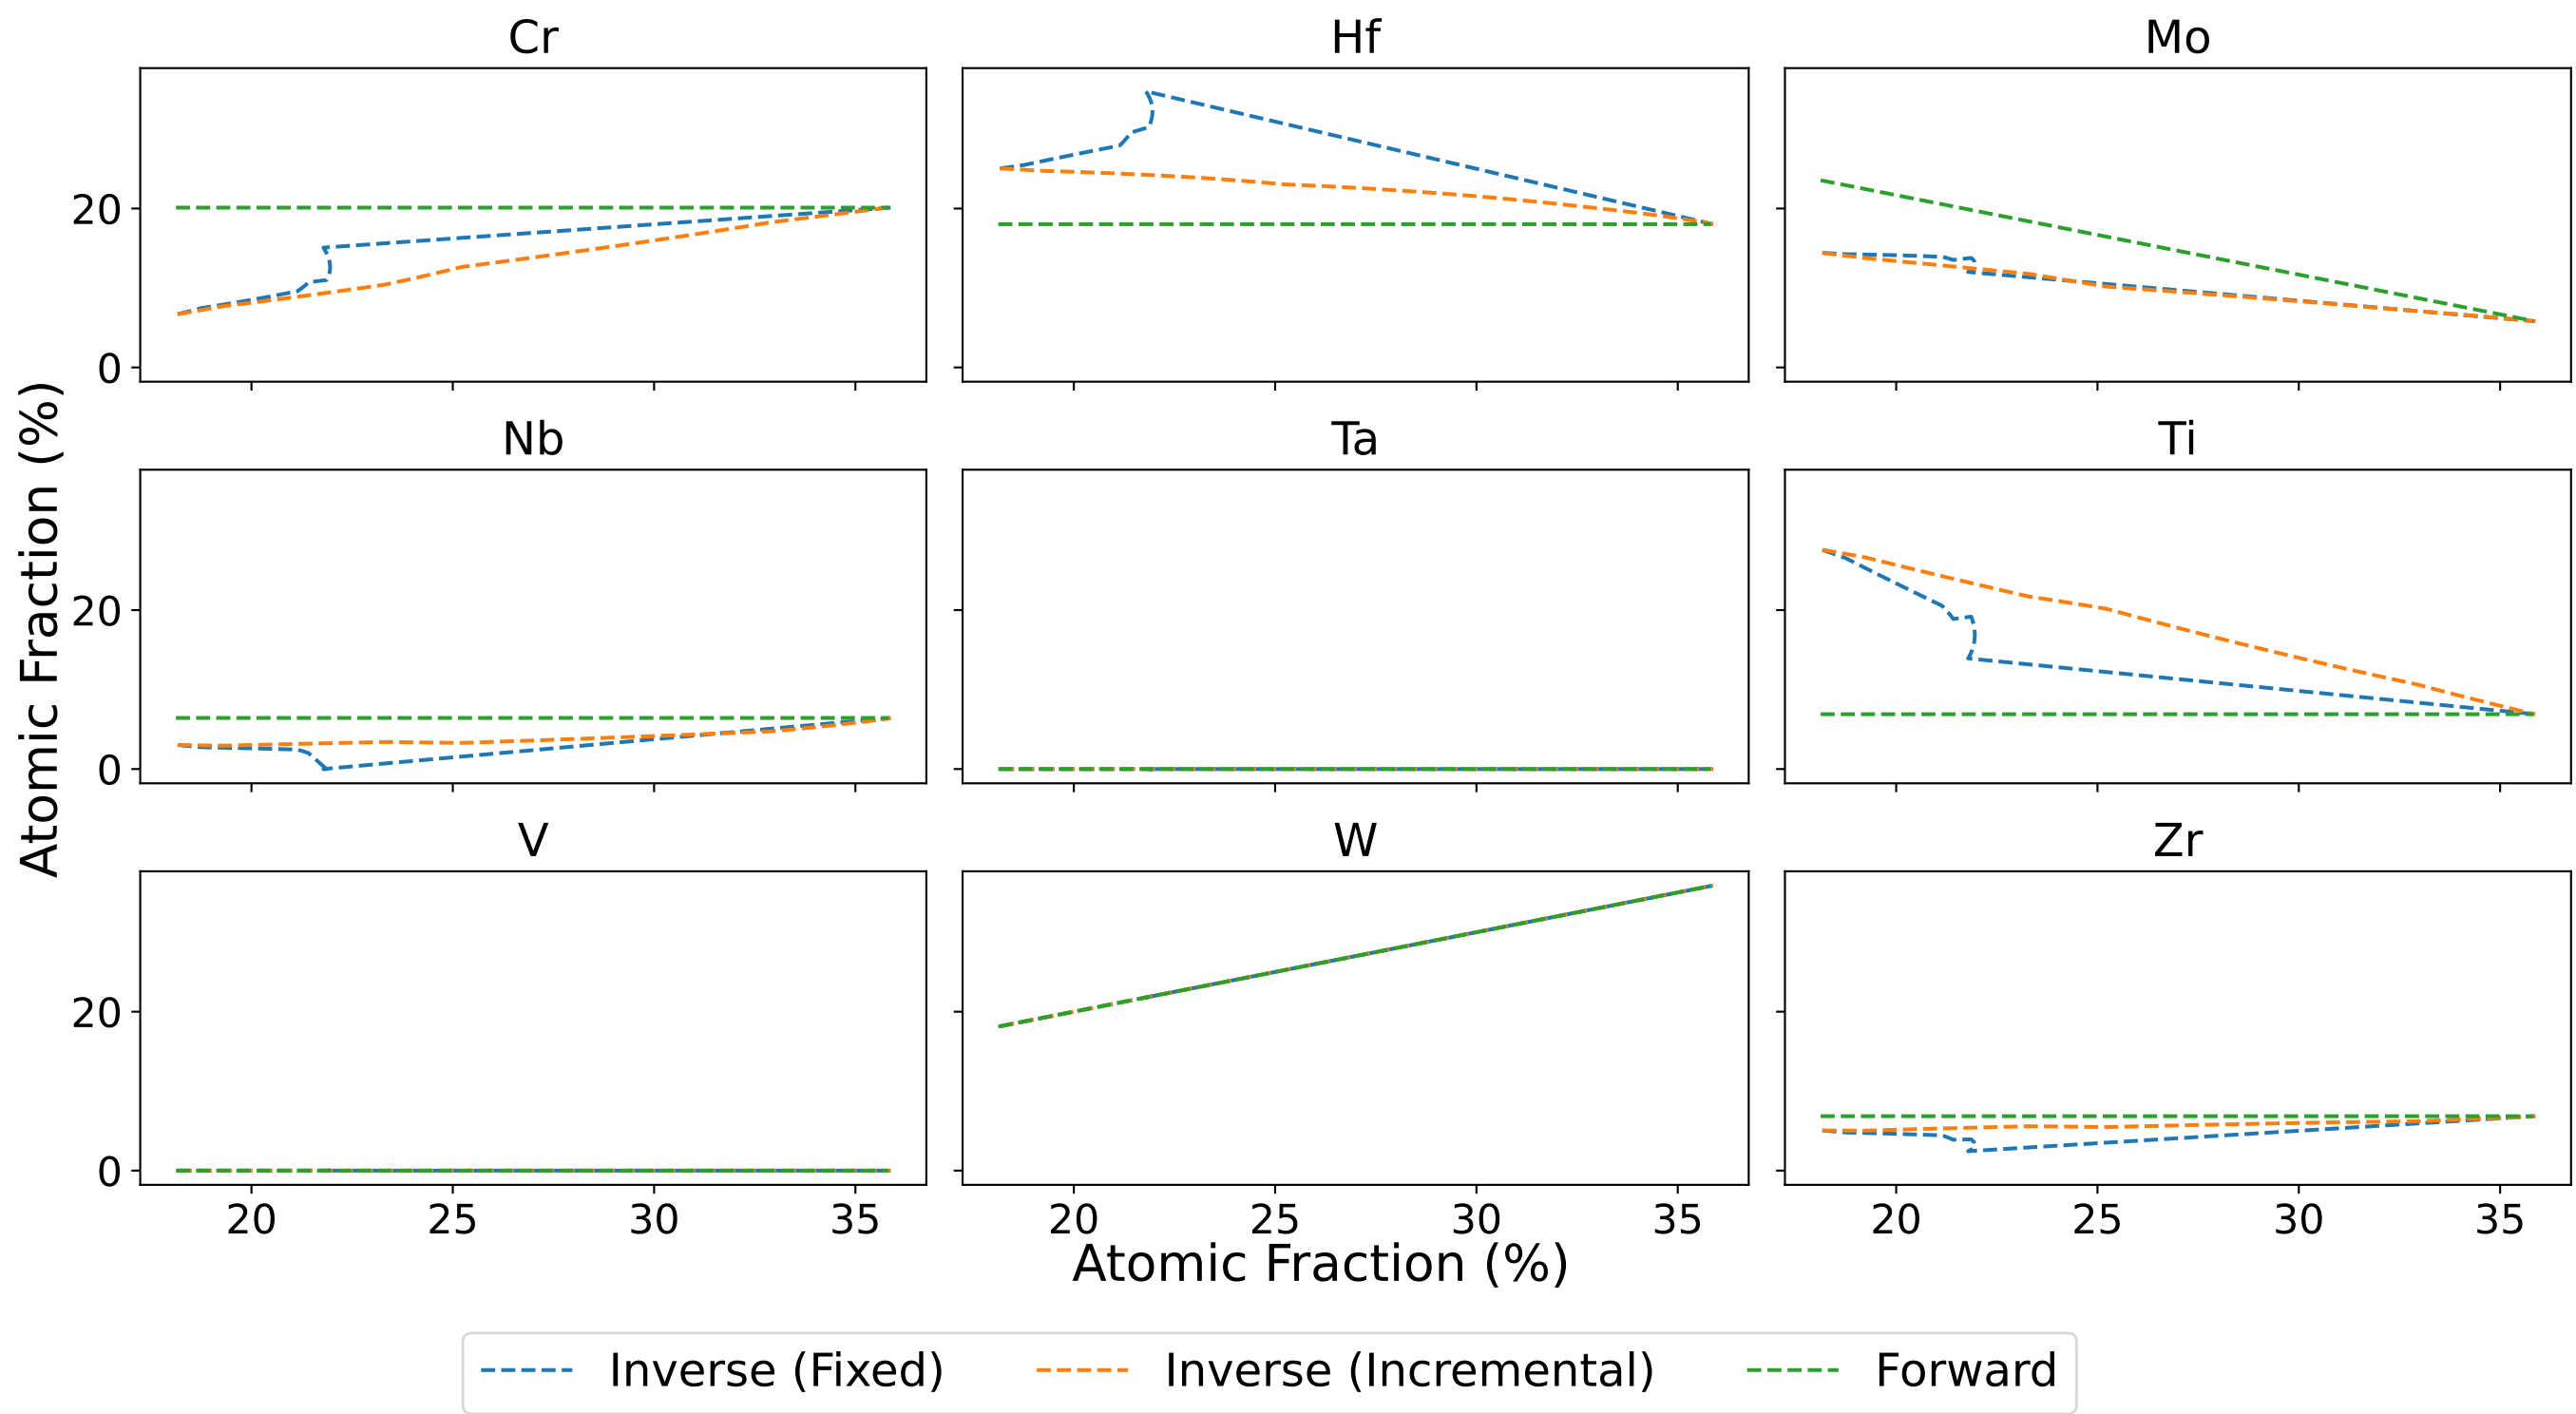 Cr
Hf
Mo
20
0
Nb
Ta
Ti
20
0
Atomic Fraction (%)
V
W
Zr
20
0
20 25 30 35
20 25 30 35
20 25 30 35
Atomic Fraction (%)
Inverse (Fixed) Inverse (Incremental) Forward